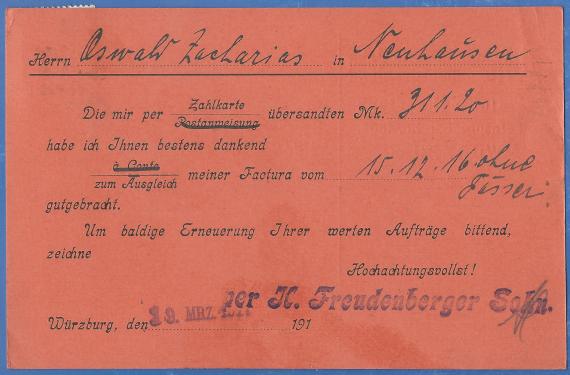 Herrn Oswald Zacharias in Neuhausen
Die mir per Zahlkarte Postanweisung übersandten Mk. 311.20
habe ich Ihnen bestens dankend
à Conto zum Ausgleich meiner Factura vom 15.12.16 ohne
Fässer
gutgebracht.
Um baldige Erneuerung Ihrer werten Aufträge bittend,
zeichne
Hochachtungsvollst!
per H. Freudenberger Sohn.
Würzburg, den MRZ. 191